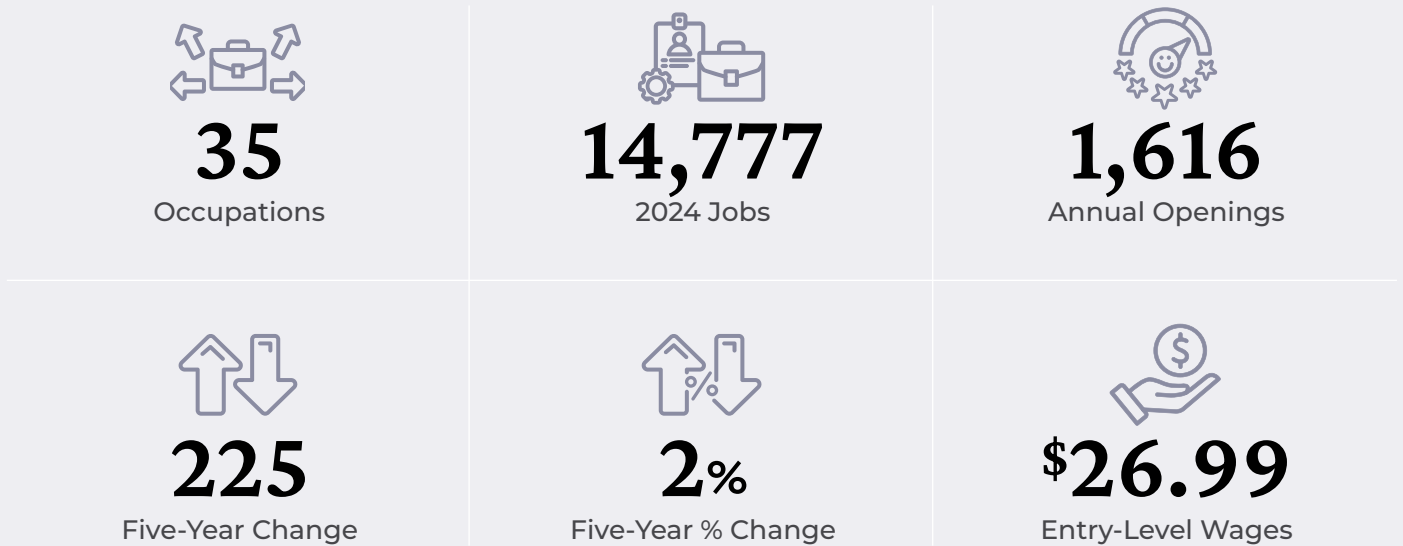 35
Occupations
14,777
2024 Jobs
1,616
Annual Openings
225
Five-Year Change
2%
Five-Year % Change
$26.99
Entry-Level Wages